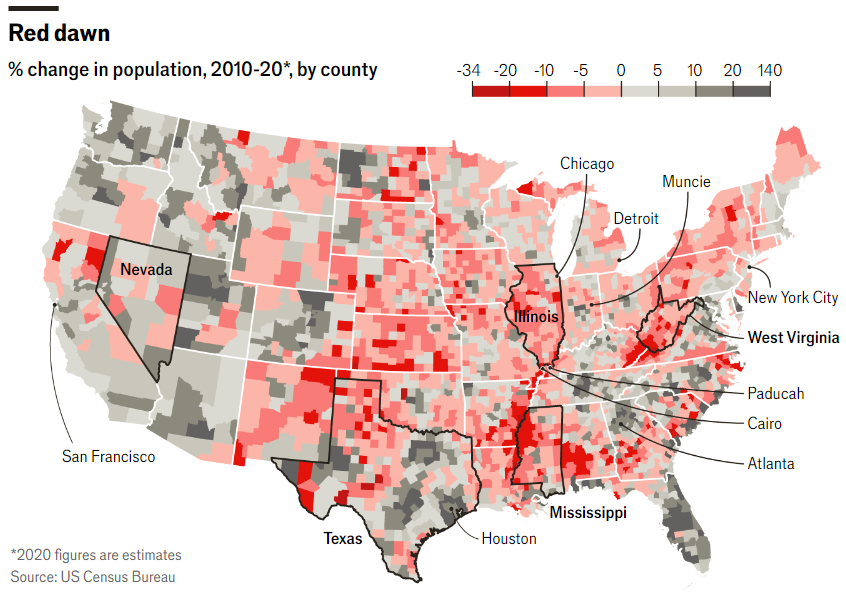 Red dawn
% change in population, 2010-20*, by county
-34 -20 -10 -5 0 5 10 20 140
Chicago
Muncie
Detroit
Nevada
New York City
Illinois
West Virginia
Paducah
Cairo
San Francisco
Atlanta
Mississippi
Texas
Houston
*2020 figures are estimates
Source: US Census Bureau